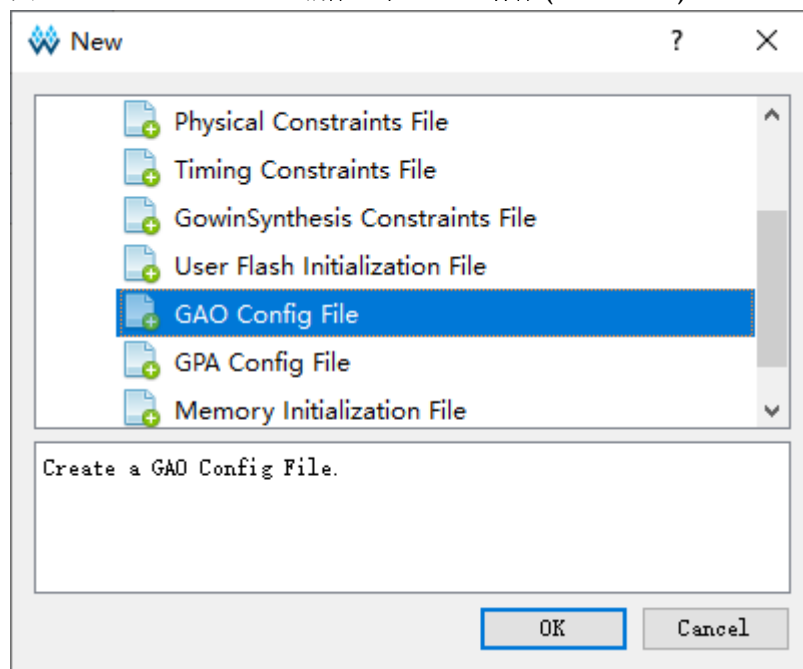 New
Physical Constraints File
Timing Constraints File
GowinSynthesis Constraints File
User Flash Initialization File
GAO Config File
GPA Config File
Memory Initialization File
Create a GAO Config File.
OK
Cancel